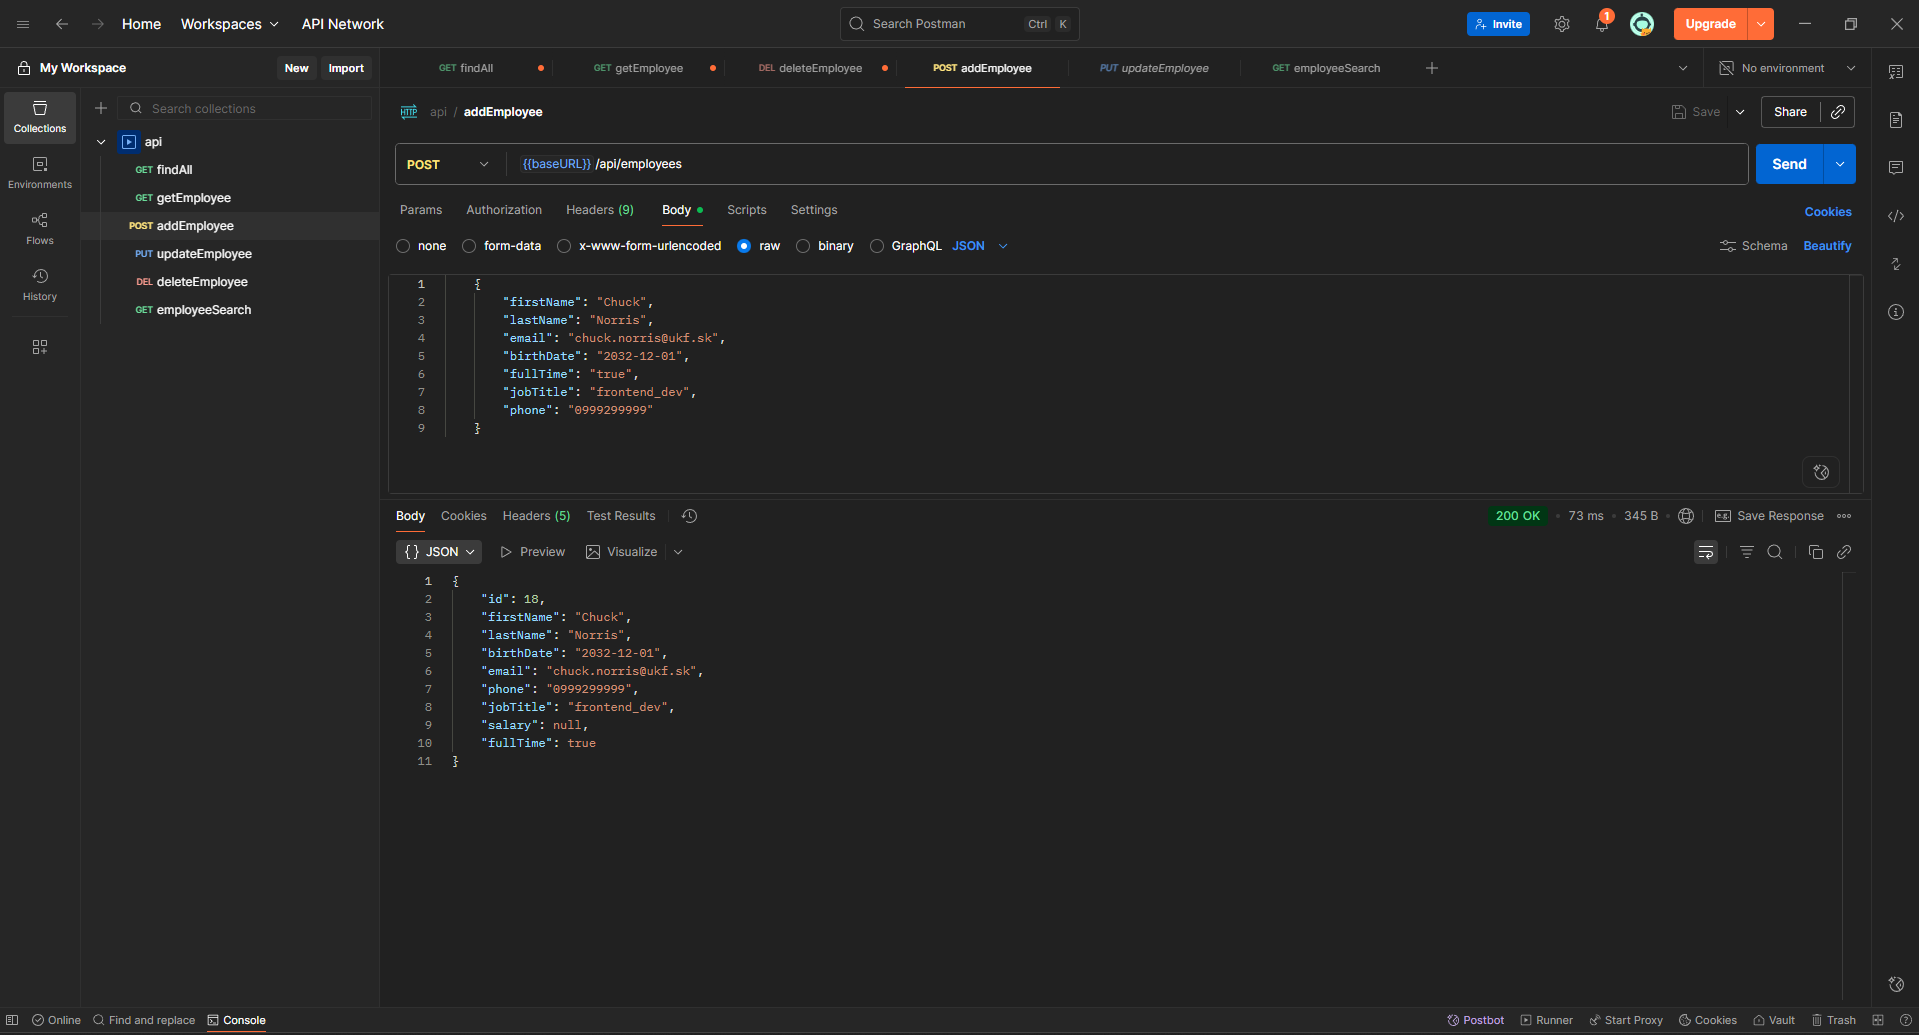 Home Workspaces API Network Search Postman Ctrl K Invite 1 Upgrade
My Workspace New Import GET findAll GET getEmployee DEL deleteEmployee POST addEmployee PUT updateEmployee GET employeeSearch No environment
Collections
Environments
Flows
History
Search collections
api
GET findAll
GET getEmployee
POST addEmployee
PUT updateEmployee
DEL deleteEmployee
GET employeeSearch
HTTP api / addEmployee Save Share
POST {{baseURL}} /api/employees Send
Params Authorization Headers (9) Body Scripts Settings Cookies
none form-data x-www-form-urlencoded raw binary GraphQL JSON Schema Beautify
1 {
2 "firstName": "Chuck",
3 "lastName": "Norris",
4 "email": "chuck.norris@ukf.sk",
5 "birthDate": "2032-12-01",
6 "fullTime": "true",
7 "jobTitle": "frontend_dev",
8 "phone": "0999299999"
9 }
Body Cookies Headers (5) Test Results 200 OK • 73 ms • 345 B • e.g. Save Response
{} JSON Preview Visualize
1 {
2 "id": 18,
3 "firstName": "Chuck",
4 "lastName": "Norris",
5 "birthDate": "2032-12-01",
6 "email": "chuck.norris@ukf.sk",
7 "phone": "0999299999",
8 "jobTitle": "frontend_dev",
9 "salary": null,
10 "fullTime": true
11 }
Online Find and replace Console Postbot Runner Start Proxy Cookies Vault Trash